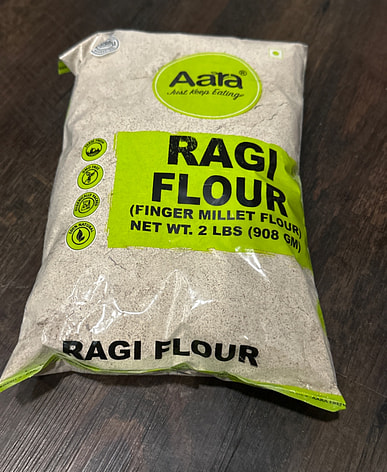 Aara®
Just Keep Eating
RAGI
FLOUR
(FINGER MILLET FLOUR)
NET WT. 2 LBS (908 GM)
RAGI FLOUR